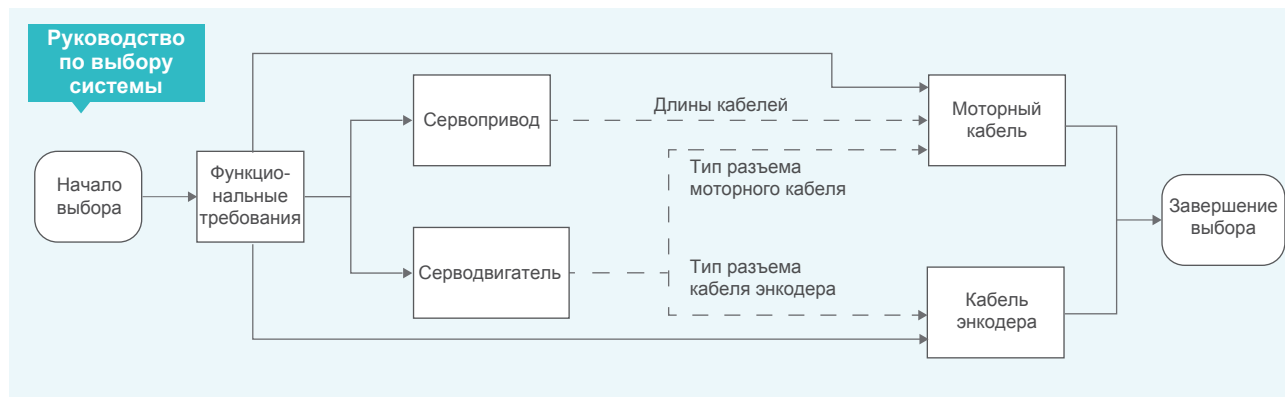 Руководство
по выбору
системы
Начало
выбора
Функцио-
нальные
требования
Сервопривод
Серводвигатель
Длины кабелей
Тип разъема
моторного кабеля
Тип разъема
кабеля энкодера
Моторный
кабель
Кабель
энкодера
Завершение
выбора